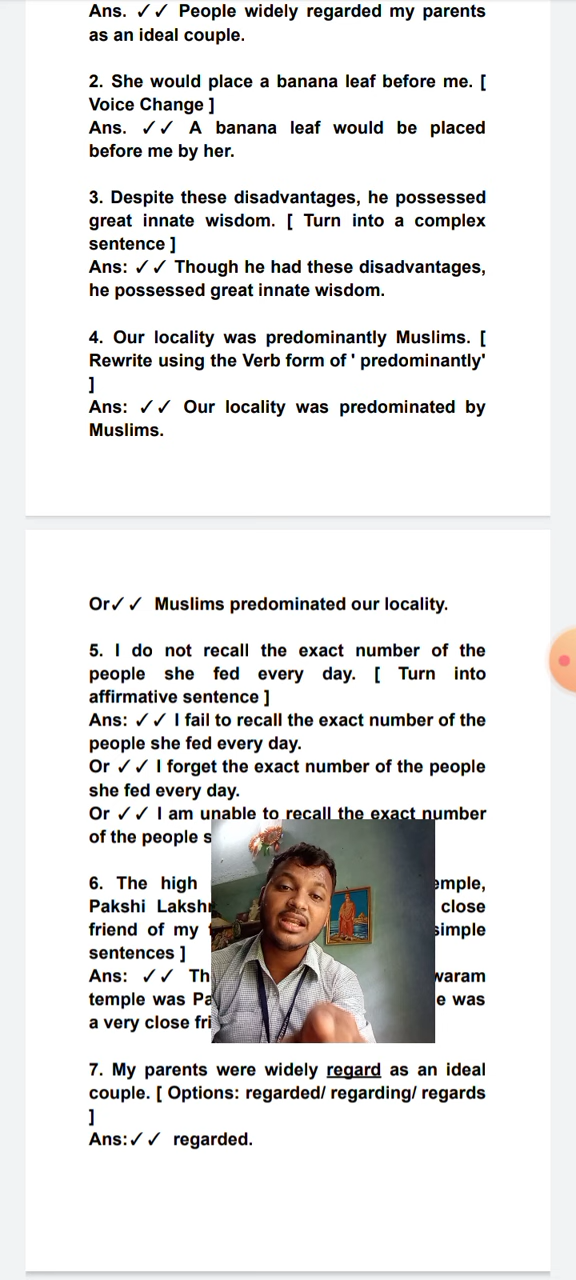 Ans. ✓✓ People widely regarded my parents
as an ideal couple.
2. She would place a banana leaf before me. [
Voice Change ]
Ans. ✓✓ A banana leaf would be placed
before me by her.
3. Despite these disadvantages, he possessed
great innate wisdom. [ Turn into a complex
sentence ]
Ans: ✓✓ Though he had these disadvantages,
he possessed great innate wisdom.
4. Our locality was predominantly Muslims. [
Rewrite using the Verb form of ' predominantly'
]
Ans: ✓✓ Our locality was predominated by
Muslims.
Or✓✓ Muslims predominated our locality.
5. I do not recall the exact number of the
people she fed every day. [ Turn into
affirmative sentence ]
Ans: ✓✓ I fail to recall the exact number of the
people she fed every day.
Or ✓✓ I forget the exact number of the people
she fed every day.
Or ✓✓ I am unable to recall the exact number
of the people
6. The high
Pakshi close
friend of my simple
sentences ]
Ans: ✓✓
temple was was
a very close
7. My parents were widely regard as an ideal
couple. [ Options: regarded/ regarding/ regards
]
Ans:✓✓ regarded.